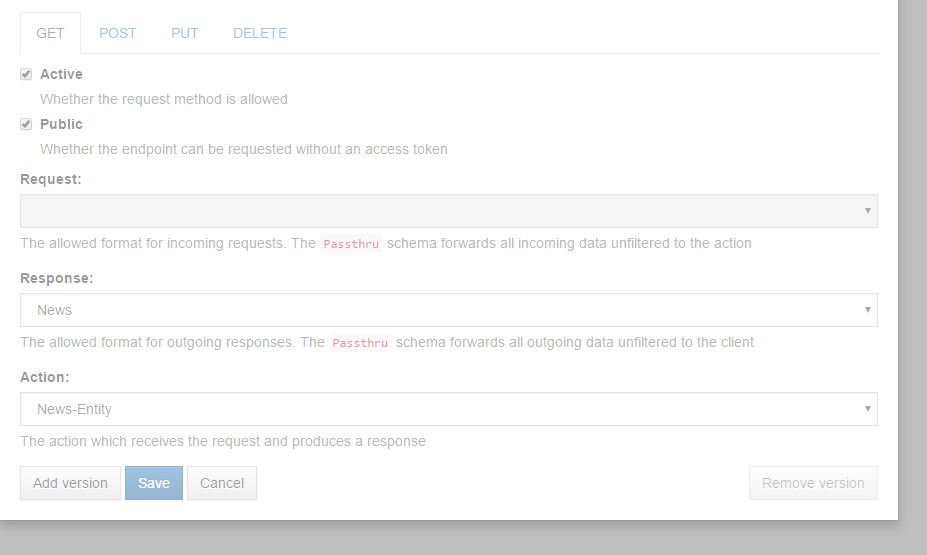 GET POST PUT DELETE
Active
Whether the request method is allowed
Public
Whether the endpoint can be requested without an access token
Request:
The allowed format for incoming requests. The Passthru schema forwards all incoming data unfiltered to the action
Response:
News
The allowed format for outgoing responses. The Passthru schema forwards all outgoing data unfiltered to the client
Action:
News-Entity
The action which receives the request and produces a response
Add version Save Cancel Remove version